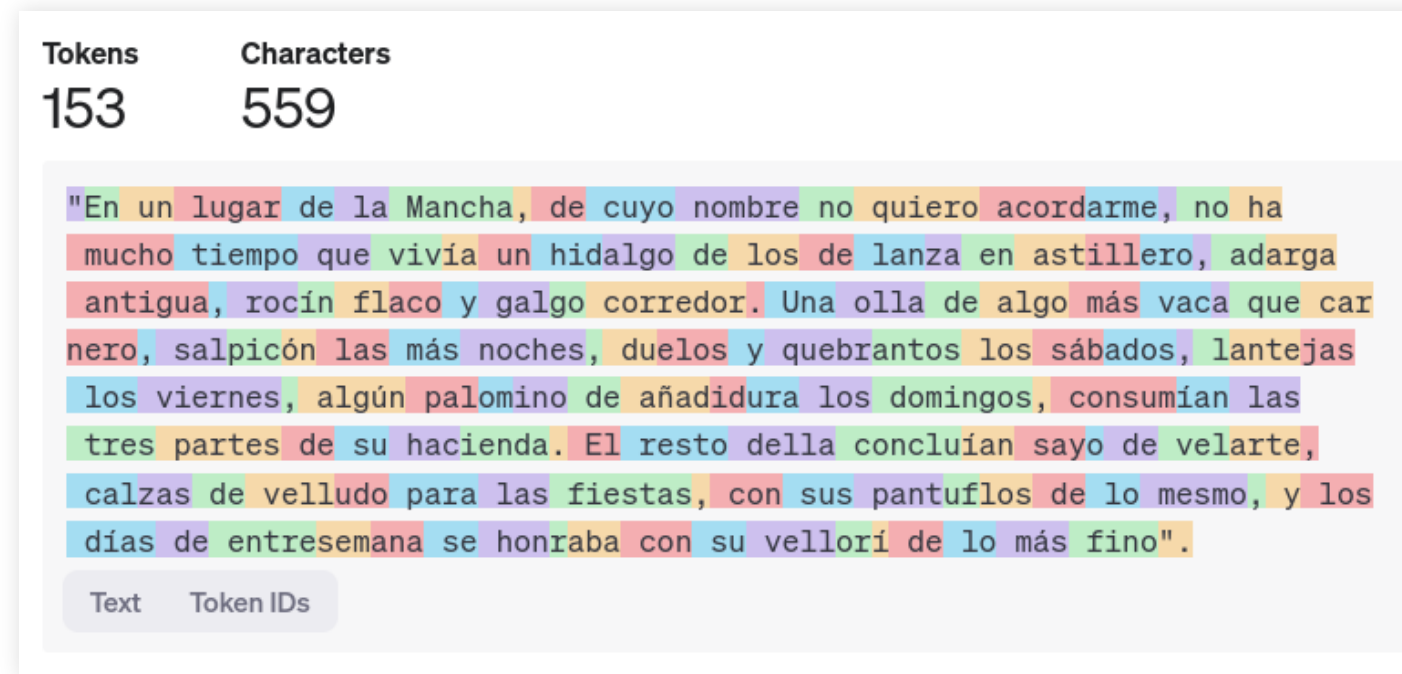 Tokens Characters
153 559
"En un lugar de la Mancha, de cuyo nombre no quiero acordarme, no ha
mucho tiempo que vivía un hidalgo de los de lanza en astillero, adarga
antigua, rocín flaco y galgo corredor. Una olla de algo más vaca que car
nero, salpicón las más noches, duelos y quebrantos los sábados, lantejas
los viernes, algún palomino de añadidura los domingos, consumían las
tres partes de su hacienda. El resto della concluían sayo de velarte,
calzas de velludo para las fiestas, con sus pantuflos de lo mesmo, y los
días de entresemana se honraba con su vellorí de lo más fino".
Text Token IDs